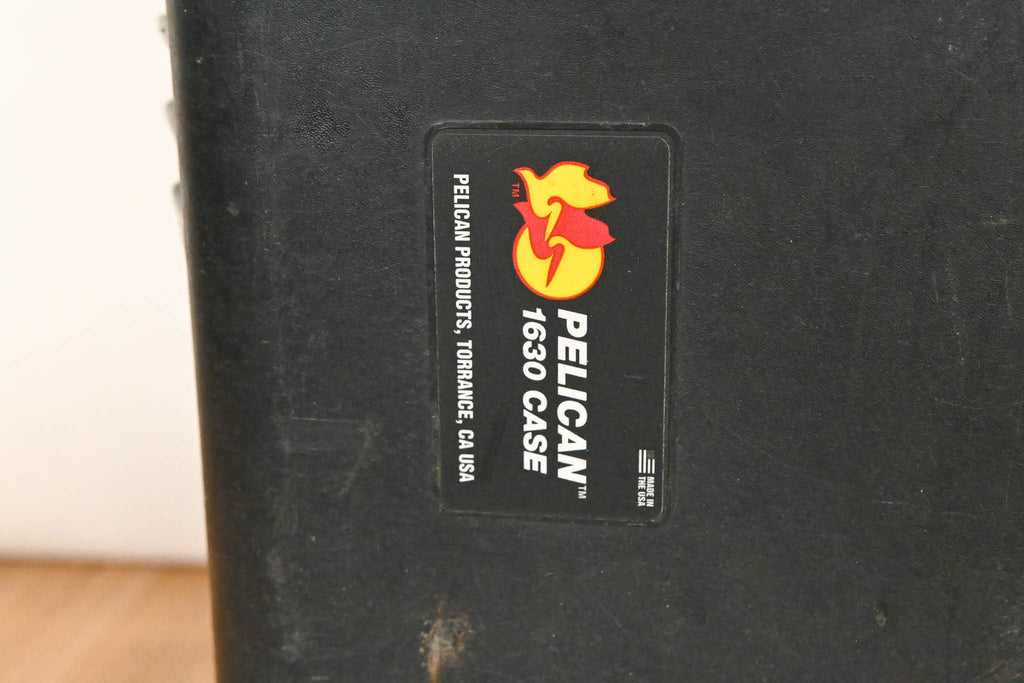 MADE IN
THE USA
PELICAN™
1630 CASE
TM
PELICAN PRODUCTS, TORRANCE, CA USA